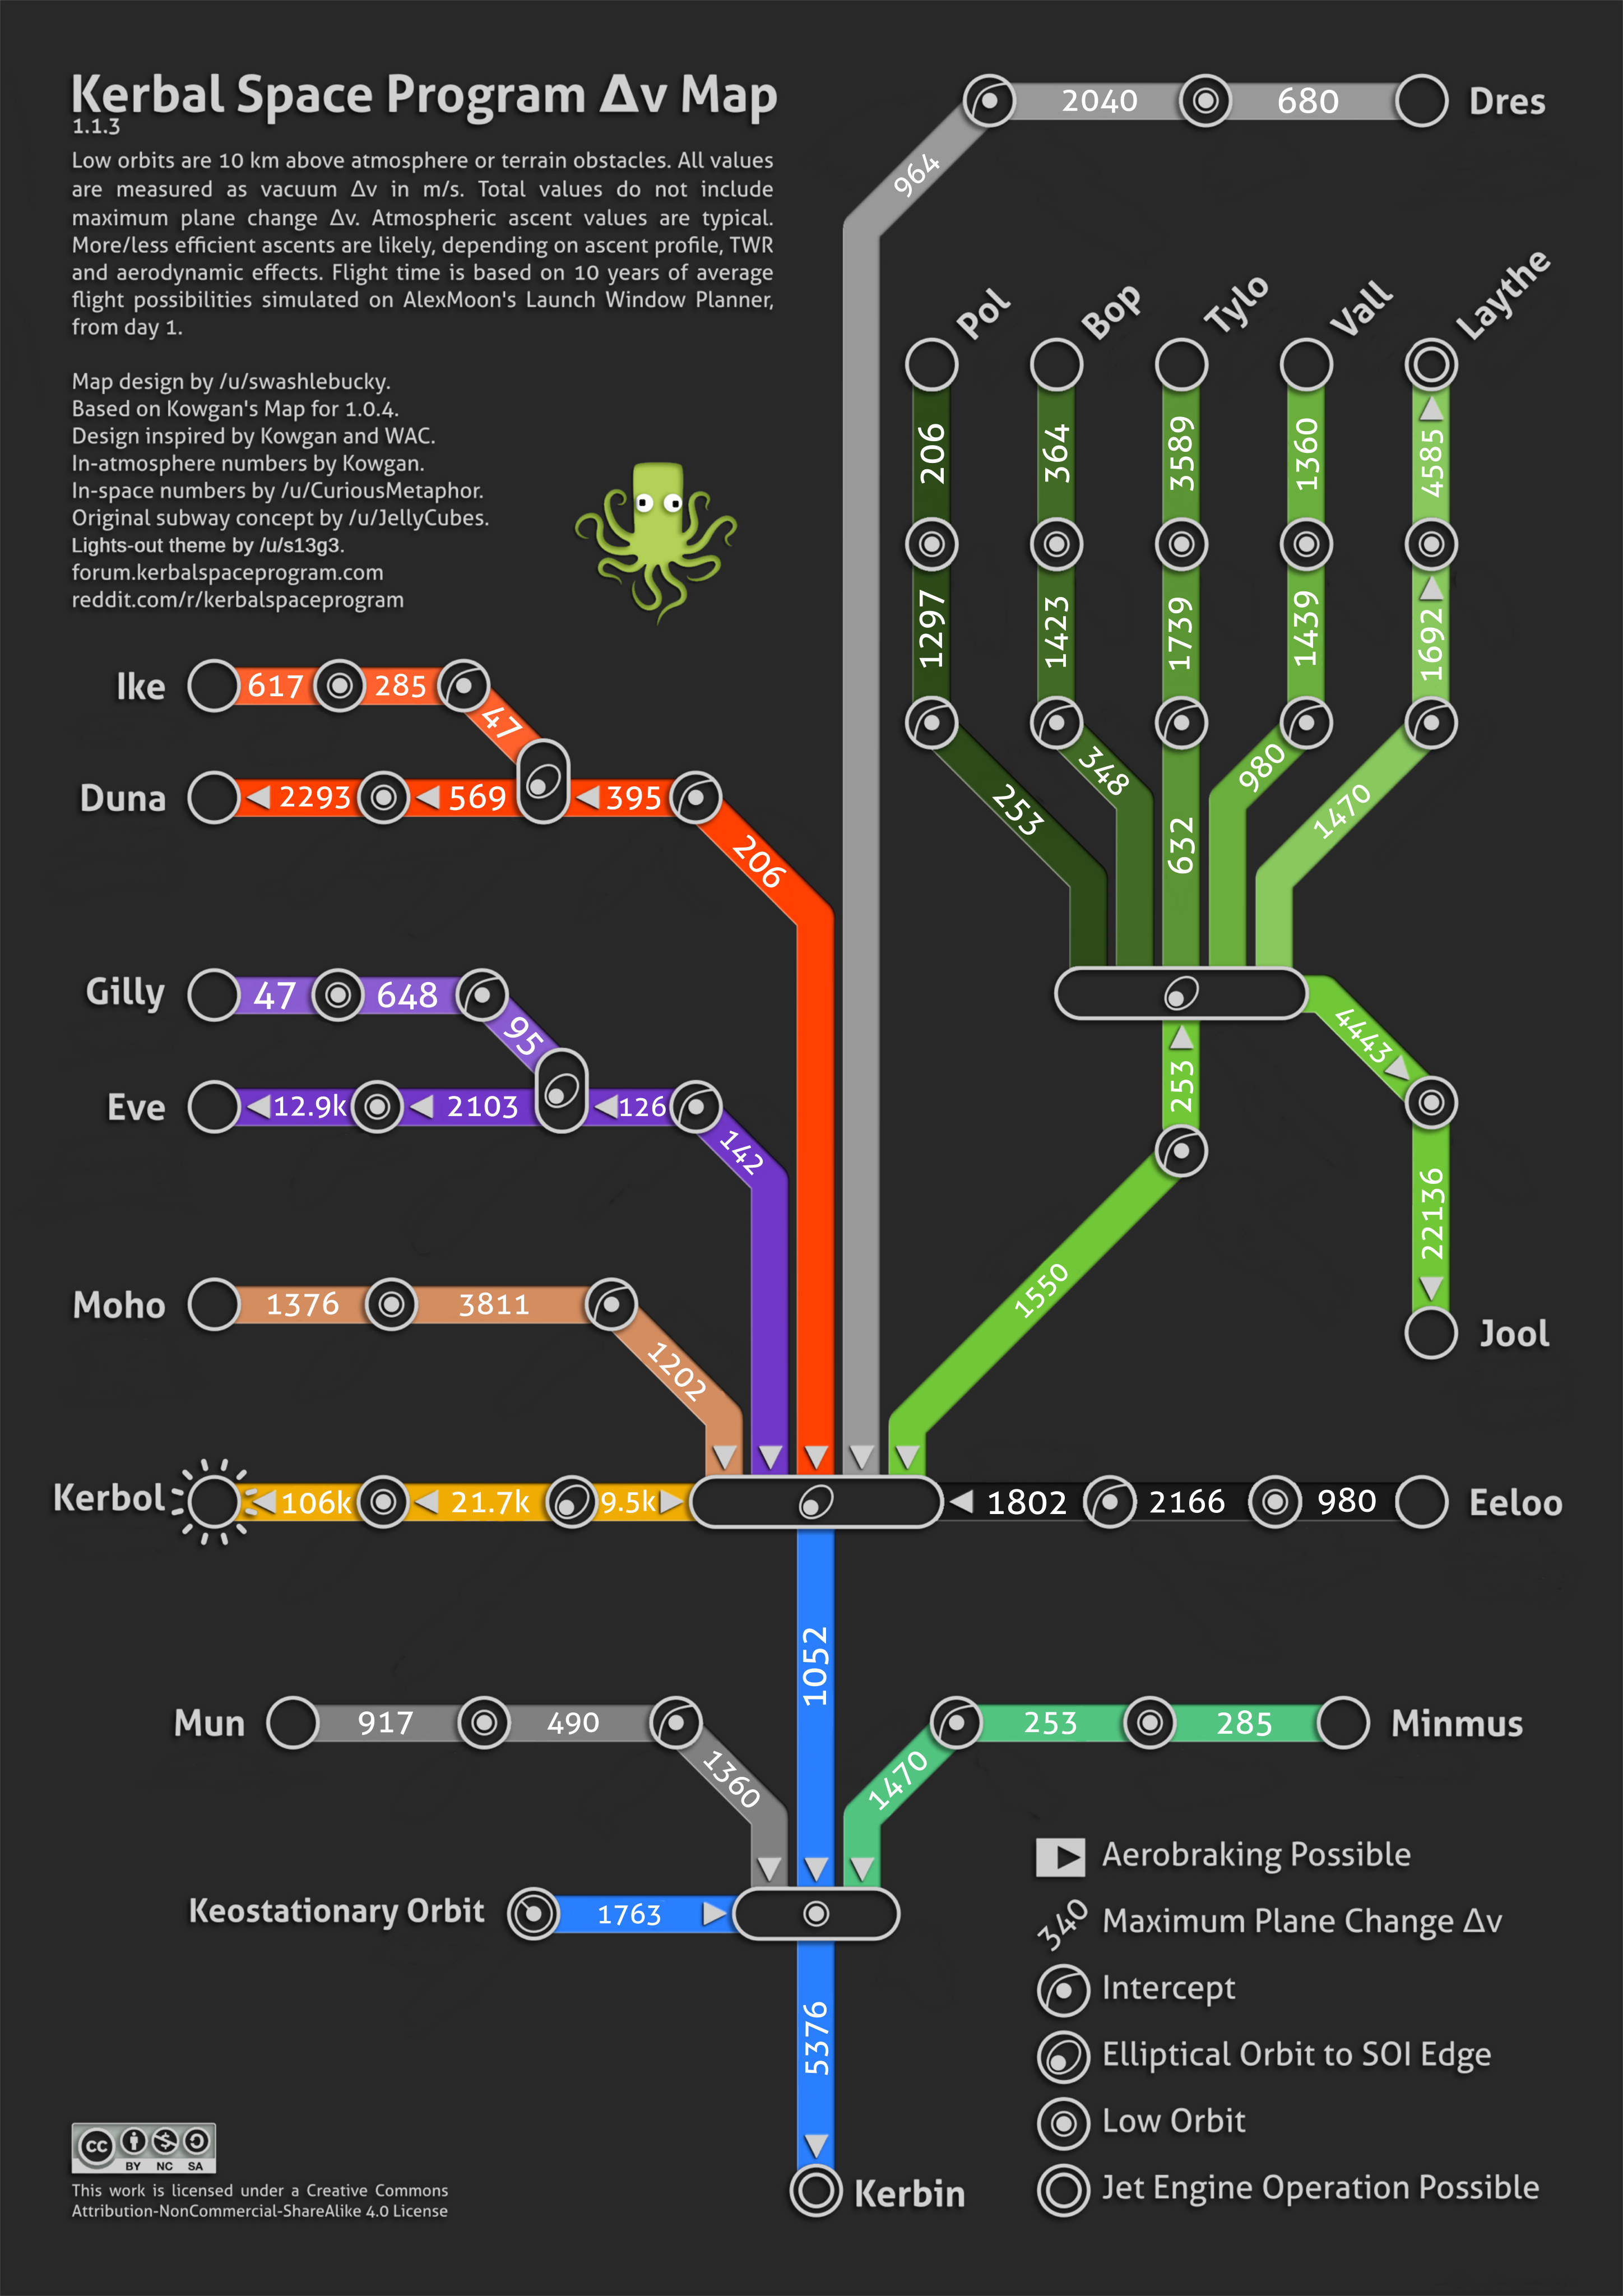 Kerbal Space Program Δv Map
1.1.3
Low orbits are 10 km above atmosphere or terrain obstacles. All values
are measured as vacuum Δv in m/s. Total values do not include
maximum plane change Δv. Atmospheric ascent values are typical.
More/less efficient ascents are likely, depending on ascent profile, TWR
and aerodynamic effects. Flight time is based on 10 years of average
flight possibilities simulated on AlexMoon's Launch Window Planner,
from day 1.
Map design by /u/swashlebucky.
Based on Kowgan's Map for 1.0.4.
Design inspired by Kowgan and WAC.
In-atmosphere numbers by Kowgan.
In-space numbers by /u/CuriousMetaphor.
Original subway concept by /u/JellyCubes.
Lights-out theme by /u/s13g3.
forum.kerbalspaceprogram.com
reddit.com/r/kerbalspaceprogram
2040 680 Dres
964
Pol Bop Tylo Vall Laythe
206 364 3589 1360 4585
1297 1423 1739 1439 1692
253 348 632 980 1470
Ike 617 285
47
Duna 2293 569 395
206
Gilly 47 648
95
Eve 12.9k 2103 126
142
253 4443
22136
Jool
1550
Moho 1376 3811
1202
Kerbol 106k 21.7k 9.5k 1802 2166 980 Eeloo
1052
Mun 917 490 253 285 Minmus
1360 1470
Keostationary Orbit 1763
5376
Kerbin
Aerobraking Possible
340 Maximum Plane Change Δv
Intercept
Elliptical Orbit to SOI Edge
Low Orbit
Jet Engine Operation Possible
cc
BY NC SA
This work is licensed under a Creative Commons
Attribution-NonCommercial-ShareAlike 4.0 License